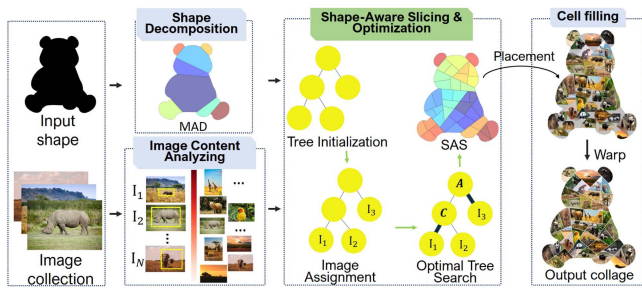 Shape
Decomposition
Shape-Aware Slicing &
Optimization
Cell filling
Input
shape
MAD
Tree Initialization
SAS
Placement
Warp
Image Content
Analyzing
Image
collection
I1
I2
IN
...
...
I3
I1
I2
Image
Assignment
A
C
I3
I1
I2
Optimal Tree
Search
Output collage